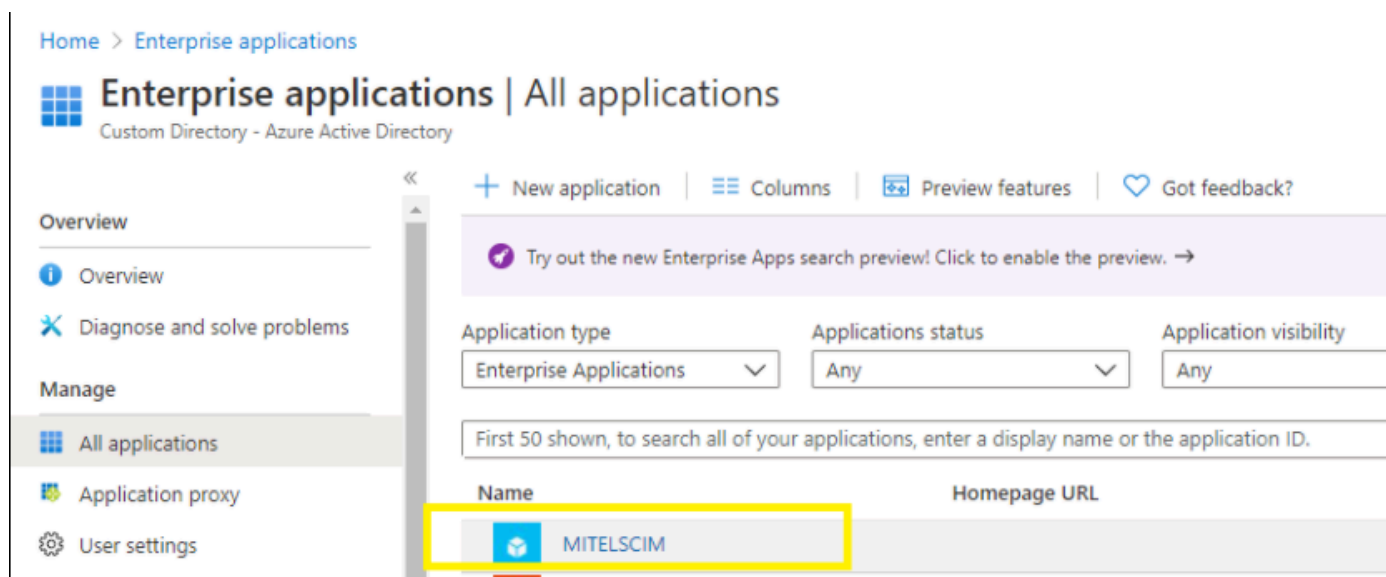 Home > Enterprise applications
Enterprise applications | All applications
Custom Directory - Azure Active Directory
«
Overview
Overview
Diagnose and solve problems
Manage
All applications
Application proxy
User settings
+ New application
Columns
Preview features
Got feedback?
Try out the new Enterprise Apps search preview! Click to enable the preview. →
Application type
Applications status
Application visibility
Enterprise Applications
Any
Any
First 50 shown, to search all of your applications, enter a display name or the application ID.
Name
Homepage URL
MITELSCIM